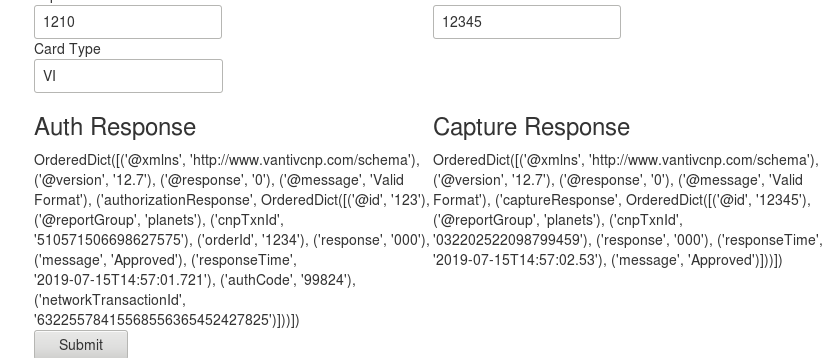 1210
12345
Card Type
VI
Auth Response
OrderedDict([('@xmlns', 'http://www.vantivcnp.com/schema'),
('@version', '12.7'), ('@response', '0'), ('@message', 'Valid
Format'), ('authorizationResponse', OrderedDict([('@id', '123'),
('@reportGroup', 'planets'), ('cnpTxnId',
'510571506698627575'), ('orderId', '1234'), ('response', '000'),
('message', 'Approved'), ('responseTime',
'2019-07-15T14:57:01.721'), ('authCode', '99824'),
('networkTransactionId',
'63225578415568556365452427825')]))])
Submit
Capture Response
OrderedDict([('@xmlns', 'http://www.vantivcnp.com/schema'),
('@version', '12.7'), ('@response', '0'), ('@message', 'Valid
Format'), ('captureResponse', OrderedDict([('@id', '12345'),
('@reportGroup', 'planets'), ('cnpTxnId',
'032202522098799459'), ('response', '000'), ('responseTime',
'2019-07-15T14:57:02.53'), ('message', 'Approved')]))])